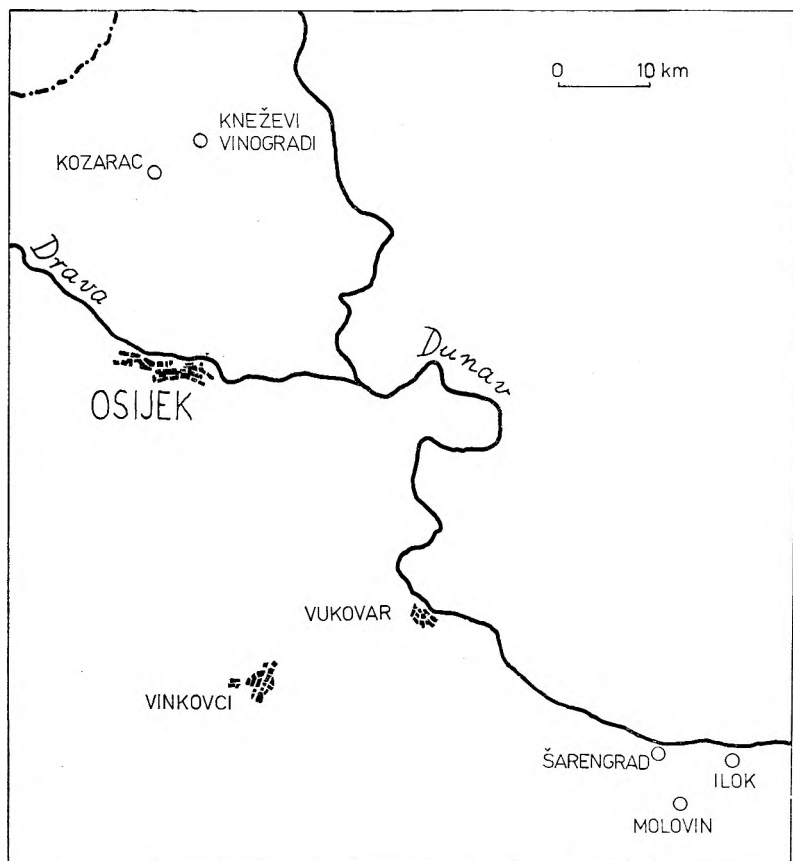 0 10 km
KNEŽEVI
VINOGRADI
KOZARAC
Drava
Dunav
OSIJEK
VUKOVAR
VINKOVCI
ŠARENGRAD
ILOK
MOLOVIN